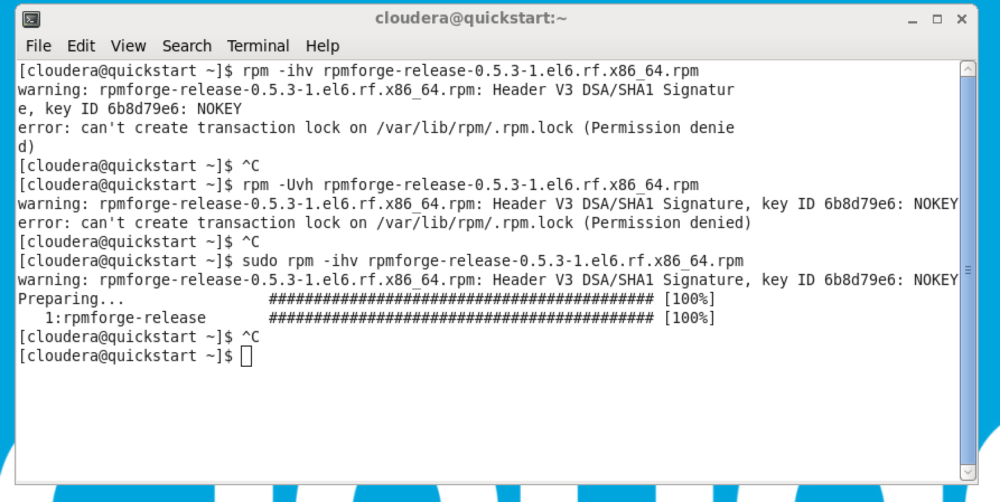 cloudera@quickstart:~
File Edit View Search Terminal Help
[cloudera@quickstart ~]$ rpm -ihv rpmforge-release-0.5.3-1.el6.rf.x86_64.rpm
warning: rpmforge-release-0.5.3-1.el6.rf.x86_64.rpm: Header V3 DSA/SHA1 Signatur
e, key ID 6b8d79e6: NOKEY
error: can't create transaction lock on /var/lib/rpm/.rpm.lock (Permission denie
d)
[cloudera@quickstart ~]$ ^C
[cloudera@quickstart ~]$ rpm -Uvh rpmforge-release-0.5.3-1.el6.rf.x86_64.rpm
warning: rpmforge-release-0.5.3-1.el6.rf.x86_64.rpm: Header V3 DSA/SHA1 Signature, key ID 6b8d79e6: NOKEY
error: can't create transaction lock on /var/lib/rpm/.rpm.lock (Permission denied)
[cloudera@quickstart ~]$ ^C
[cloudera@quickstart ~]$ sudo rpm -ihv rpmforge-release-0.5.3-1.el6.rf.x86_64.rpm
warning: rpmforge-release-0.5.3-1.el6.rf.x86_64.rpm: Header V3 DSA/SHA1 Signature, key ID 6b8d79e6: NOKEY
Preparing...                ########################################### [100%]
   1:rpmforge-release       ########################################### [100%]
[cloudera@quickstart ~]$ ^C
[cloudera@quickstart ~]$